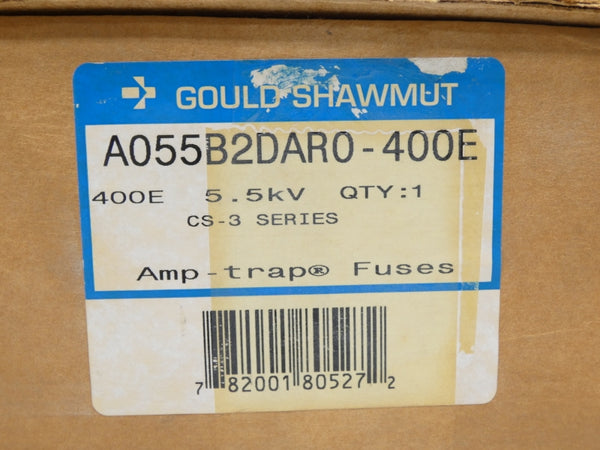 GOULD SHAWMUT
A055B2DAR0-400E
400E 5.5kV QTY:1
CS-3 SERIES
Amp-trap® Fuses
7 82001 80527 2